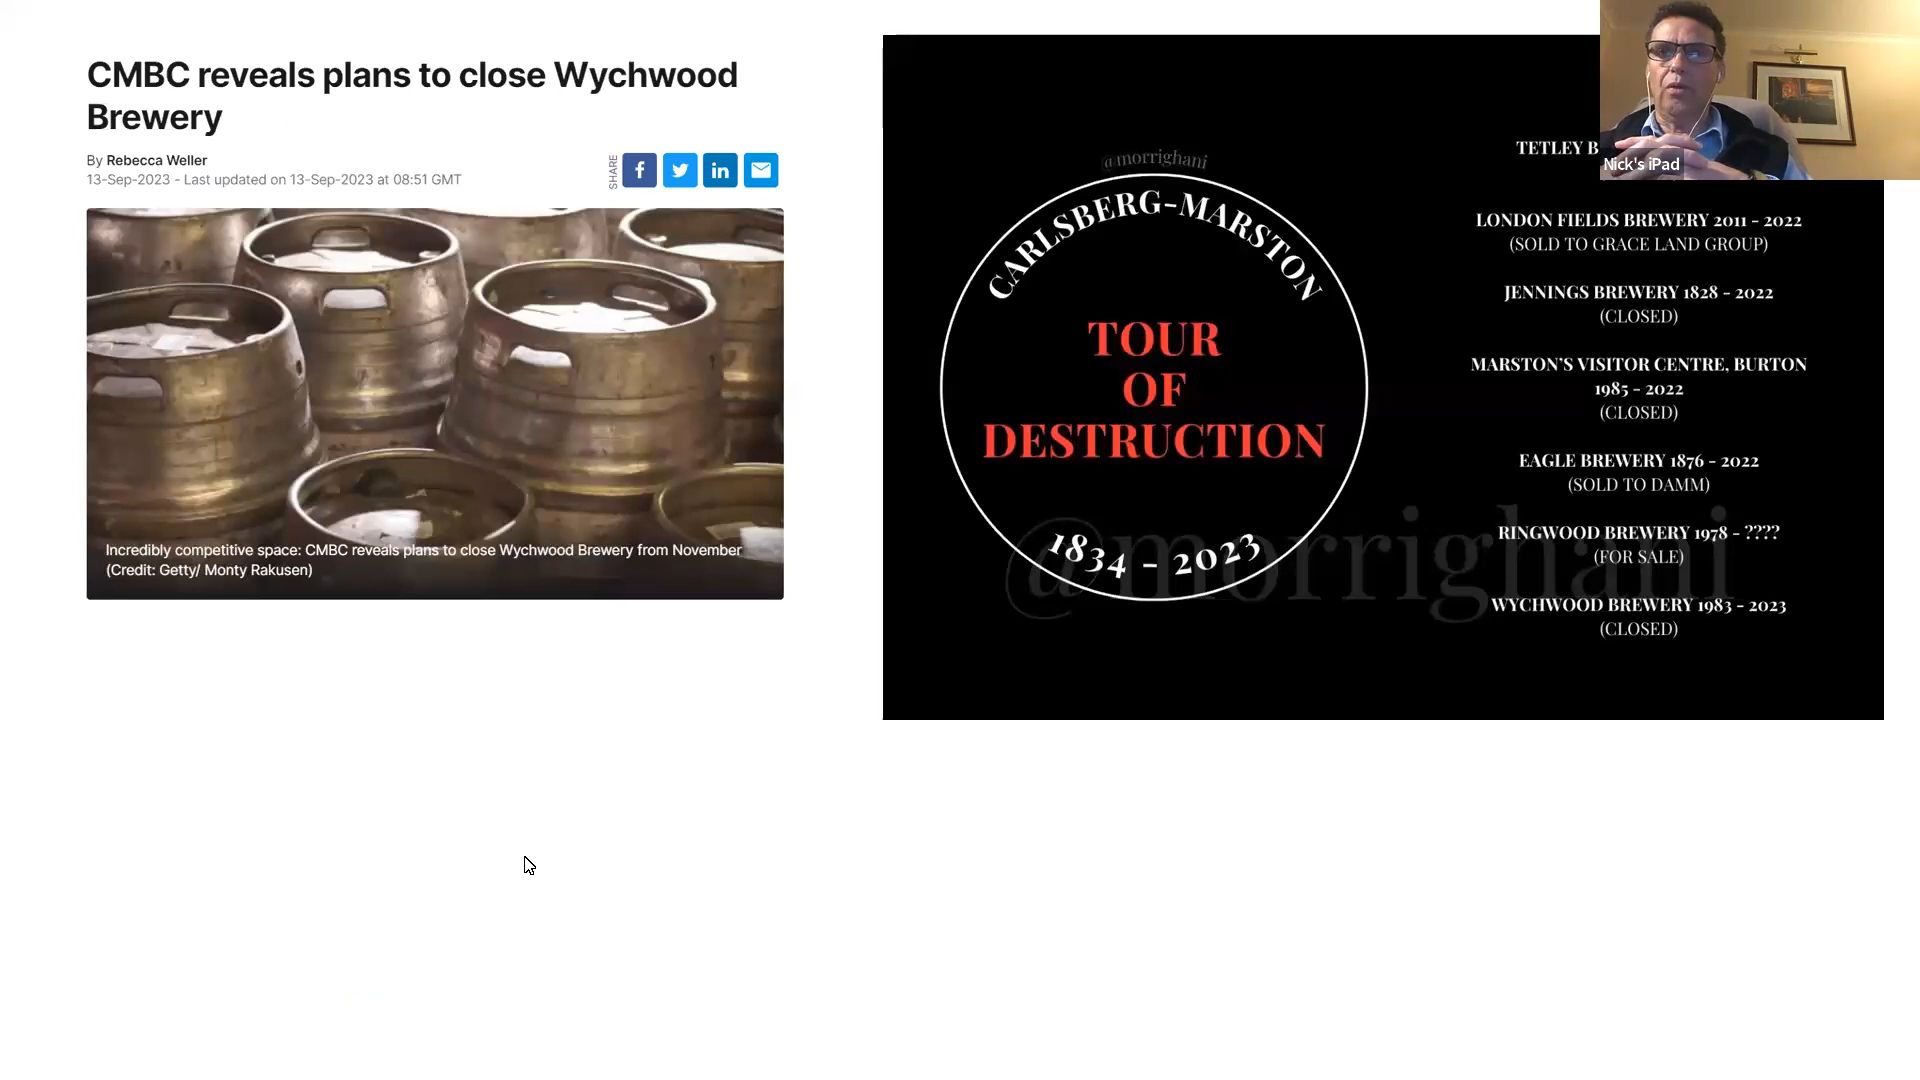 CMBC reveals plans to close Wychwood
Brewery
By Rebecca Weller
13-Sep-2023 - Last updated on 13-Sep-2023 at 08:51 GMT
SHARE
f
in
Incredibly competitive space: CMBC reveals plans to close Wychwood Brewery from November
(Credit: Getty/ Monty Rakusen)
@morrighani
CARLSBERG-MARSTON
TOUR
OF
DESTRUCTION
1834 - 2023
@morrighani
TETLEY B
LONDON FIELDS BREWERY 2011 - 2022
(SOLD TO GRACE LAND GROUP)
JENNINGS BREWERY 1828 - 2022
(CLOSED)
MARSTON'S VISITOR CENTRE, BURTON
1985 - 2022
(CLOSED)
EAGLE BREWERY 1876 - 2022
(SOLD TO DAMM)
RINGWOOD BREWERY 1978 - ????
(FOR SALE)
WYCHWOOD BREWERY 1983 - 2023
(CLOSED)
Nick's iPad